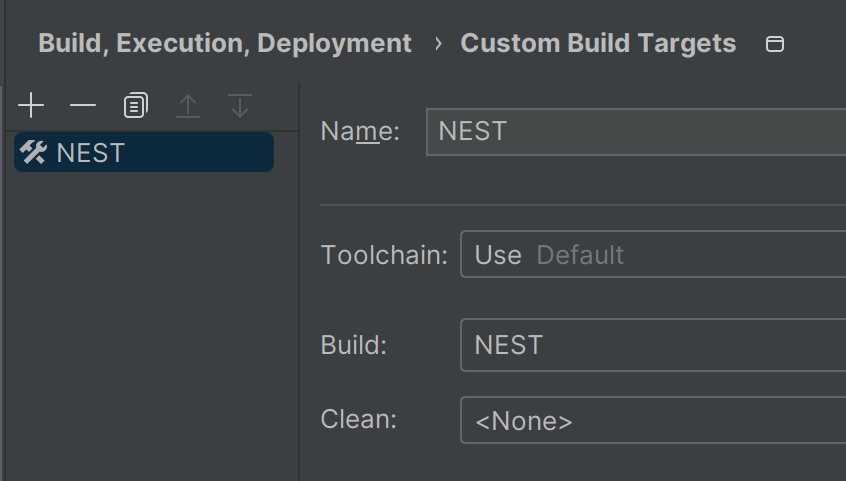 Build, Execution, Deployment › Custom Build Targets
NEST
Name: NEST
Toolchain: Use Default
Build: NEST
Clean: <None>